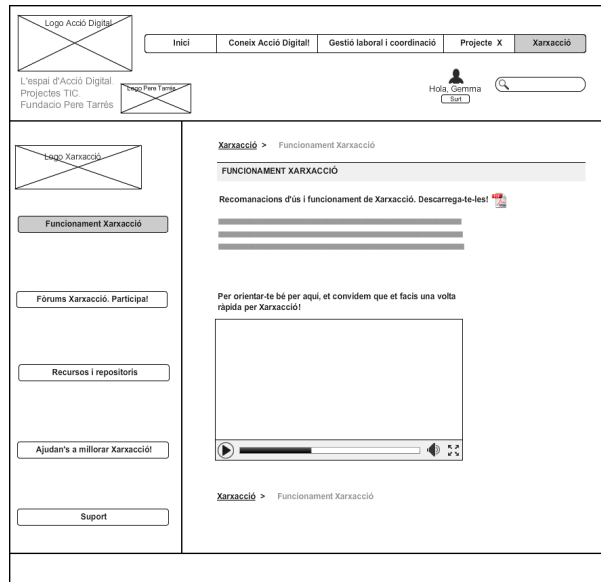 Logo Acció Digital
Inici
Coneix Acció Digital!
Gestió laboral i coordinació
Projecte X
Xarxacció
L'espai d'Acció Digital.
Projectes TIC.
Fundacio Pere Tarrés
Logo Pere Tarrés
Hola, Gemma
Surt
Logo Xarxacció
Funcionament Xarxacció
Fòrums Xarxacció. Participa!
Recursos i repositoris
Ajudan's a millorar Xarxacció!
Suport
Xarxacció > Funcionament Xarxacció
FUNCIONAMENT XARXACCIÓ
Recomanacions d'ús i funcionament de Xarxacció. Descarrega-te-les!
Per orientar-te bé per aquí, et convidem que et facis una volta
ràpida per Xarxacció!
Xarxacció > Funcionament Xarxacció